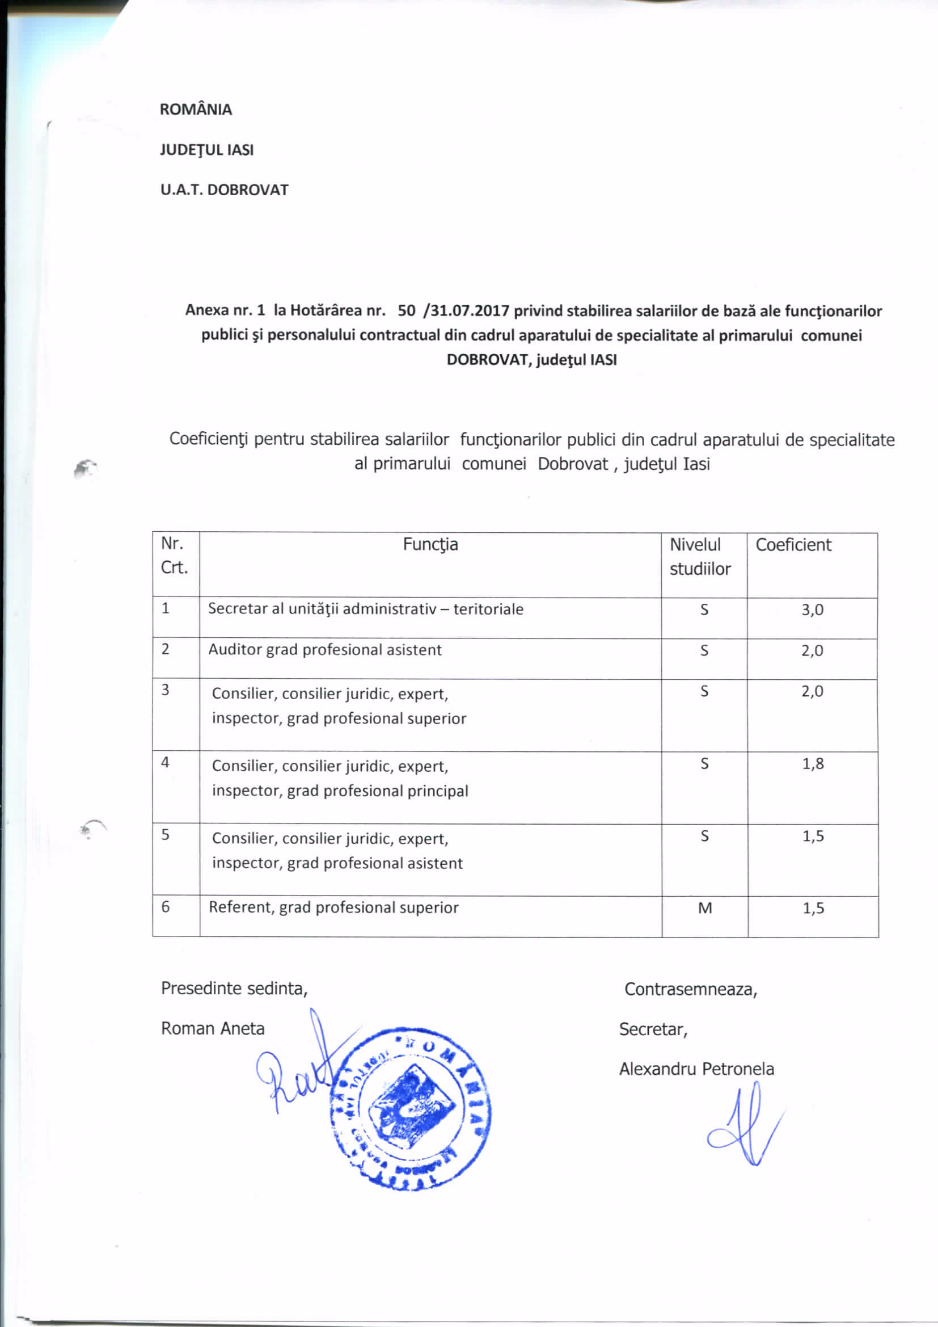 ROMÂNIA
JUDEŢUL IASI
U.A.T. DOBROVAT
Anexa nr. 1 la Hotărârea nr. 50 /31.07.2017 privind stabilirea salariilor de bază ale funcţionarilor
publici şi personalului contractual din cadrul aparatului de specialitate al primarului comunei
DOBROVAT, judeţul IASI
Coeficienţi pentru stabilirea salariilor funcţionarilor publici din cadrul aparatului de specialitate
al primarului comunei Dobrovat , judeţul Iasi
Nr. Crt. Funcţia Nivelul studiilor Coeficient
1 Secretar al unităţii administrativ – teritoriale S 3,0
2 Auditor grad profesional asistent S 2,0
3 Consilier, consilier juridic, expert, S 2,0
inspector, grad profesional superior
4 Consilier, consilier juridic, expert, S 1,8
inspector, grad profesional principal
5 Consilier, consilier juridic, expert, S 1,5
inspector, grad profesional asistent
6 Referent, grad profesional superior M 1,5
Presedinte sedinta, Contrasemneaza,
Roman Aneta Secretar,
Alexandru Petronela
ROMÂNIA